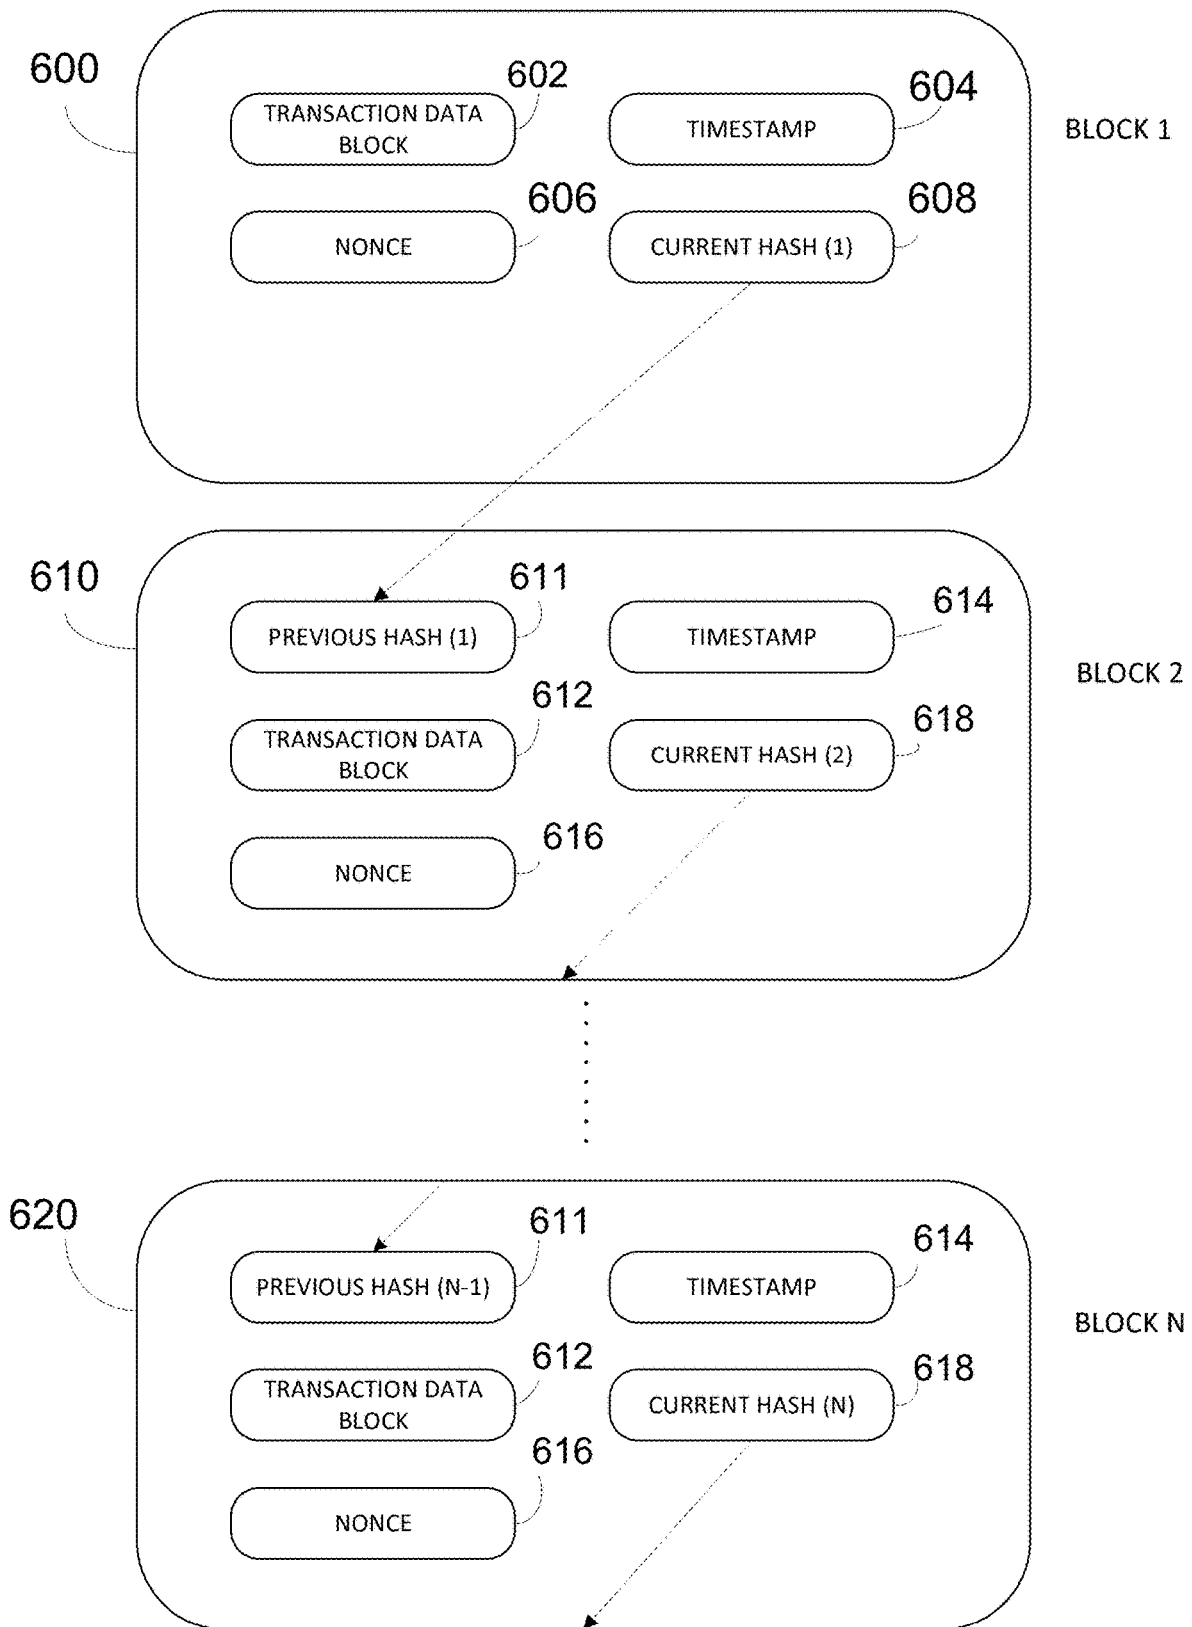 600
602
604
TRANSACTION DATA
BLOCK
TIMESTAMP
BLOCK 1
606
608
NONCE
CURRENT HASH (1)
610
611
614
PREVIOUS HASH (1)
TIMESTAMP
BLOCK 2
612
618
TRANSACTION DATA
BLOCK
CURRENT HASH (2)
616
NONCE
620
611
614
PREVIOUS HASH (N-1)
TIMESTAMP
BLOCK N
612
618
TRANSACTION DATA
BLOCK
CURRENT HASH (N)
616
NONCE